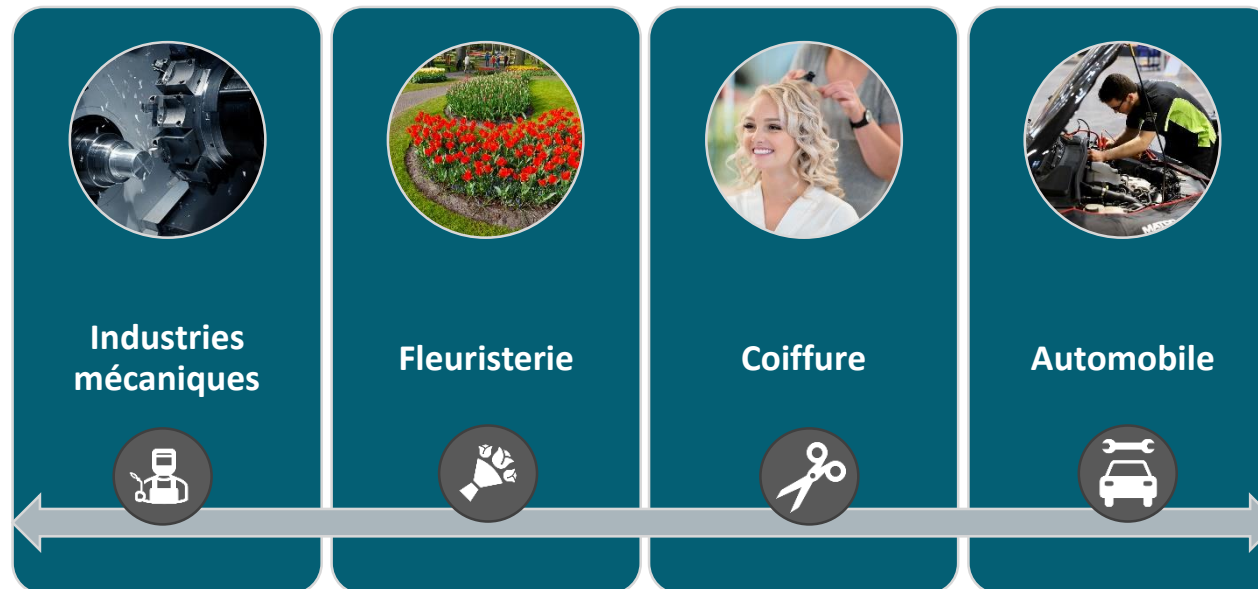 Industries
mécaniques
Fleuristerie
Coiffure
Automobile